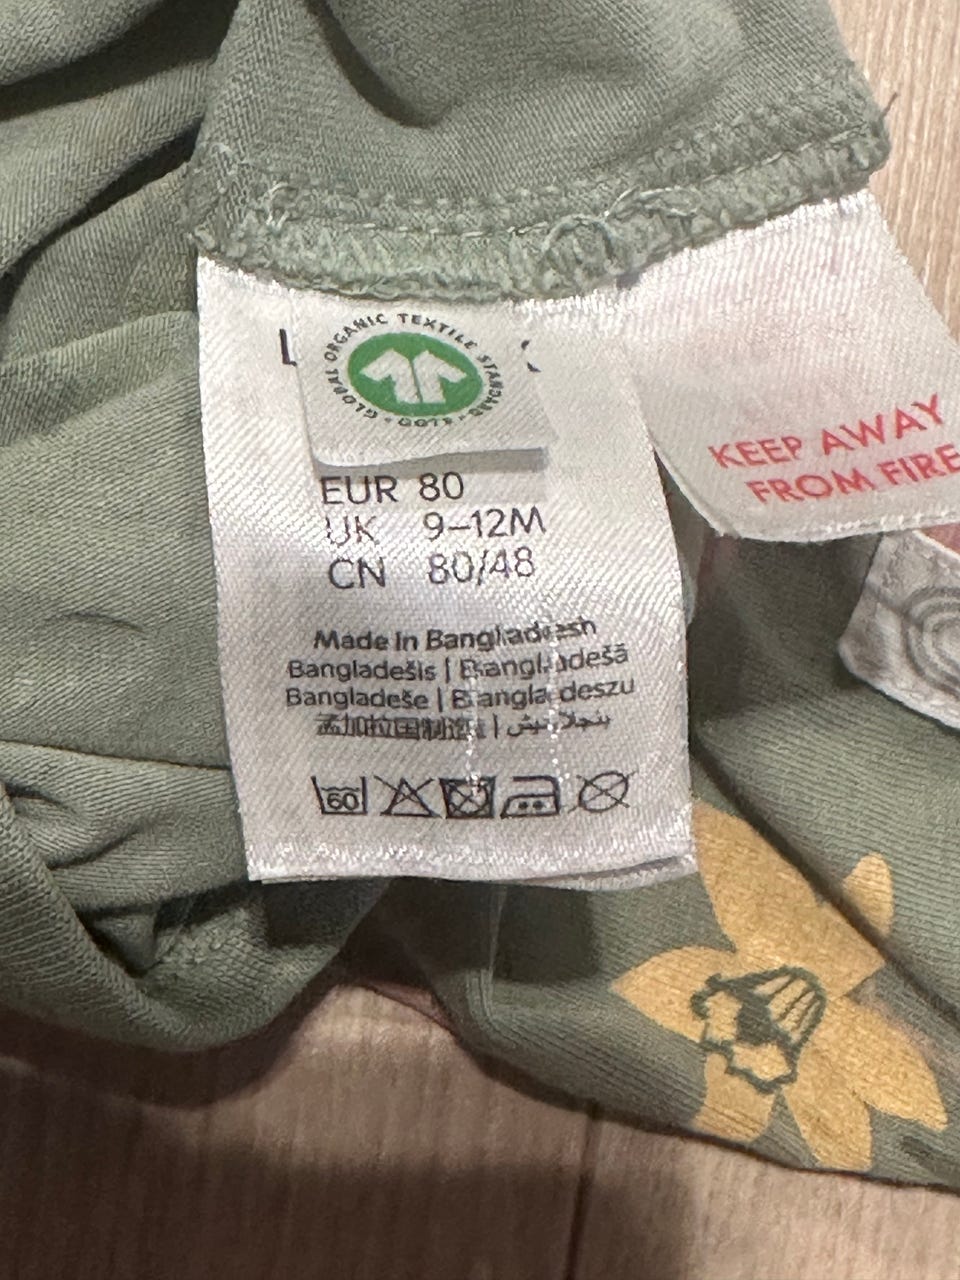 GLOBAL ORGANIC TEXTILE STANDARD · GOTS ·
EUR 80
UK 9–12M
CN 80/48
Made In Bangladesh
Bangladešis | Bangladešā
Bangladeše | Bangladeszu
孟加拉国制造 | بنجلاديش
60
KEEP AWAY
FROM FIRE